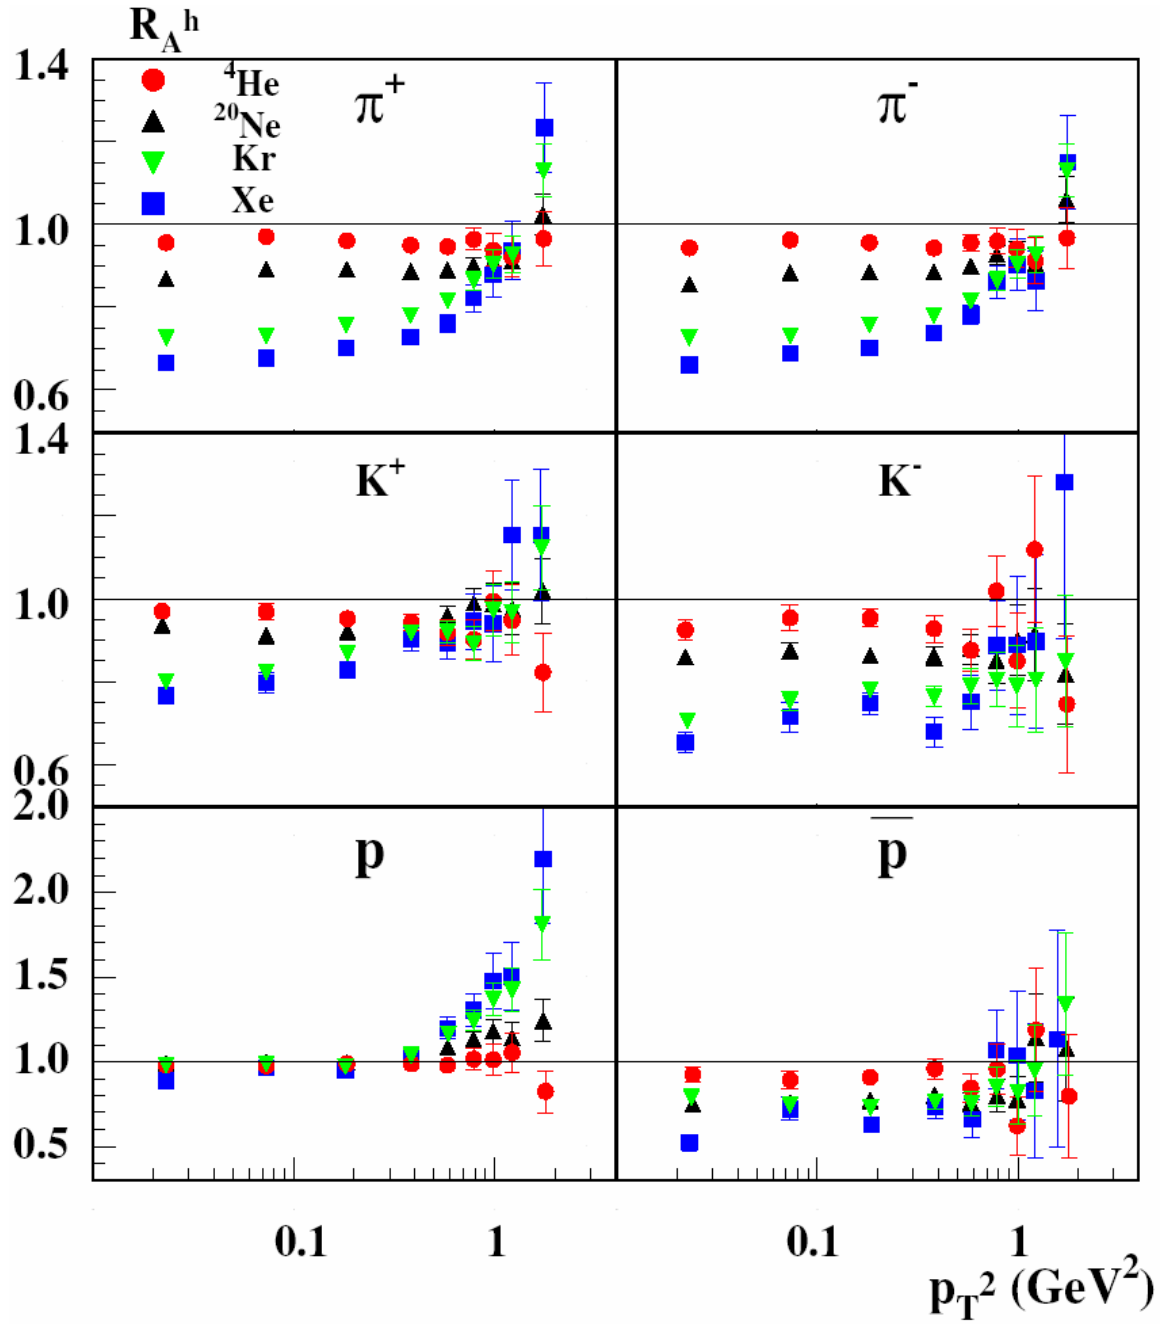 R_A^h
1.4
⁴He
π⁺
π⁻
²⁰Ne
Kr
Xe
1.0
0.6
1.4
K⁺
K⁻
1.0
0.6
2.0
p
p̅
2.0
1.5
1.0
0.5
0.1 1 0.1 1
p_T² (GeV²)